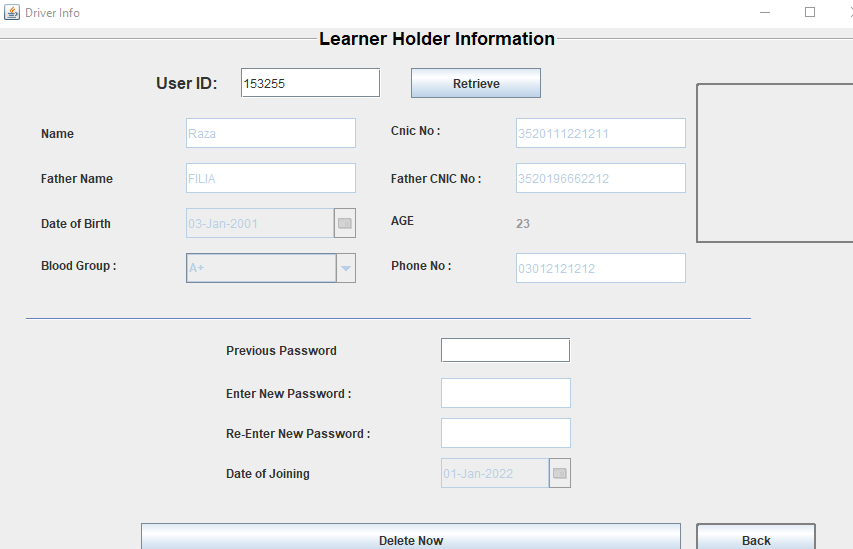 Driver Info
Learner Holder Information
User ID: 153255 Retrieve
Name Raza Cnic No : 3520111221211
Father Name FILIA Father CNIC No : 3520196662212
Date of Birth 03-Jan-2001 AGE 23
Blood Group : A+ Phone No : 03012121212
Previous Password
Enter New Password :
Re-Enter New Password :
Date of Joining 01-Jan-2022
Delete Now Back